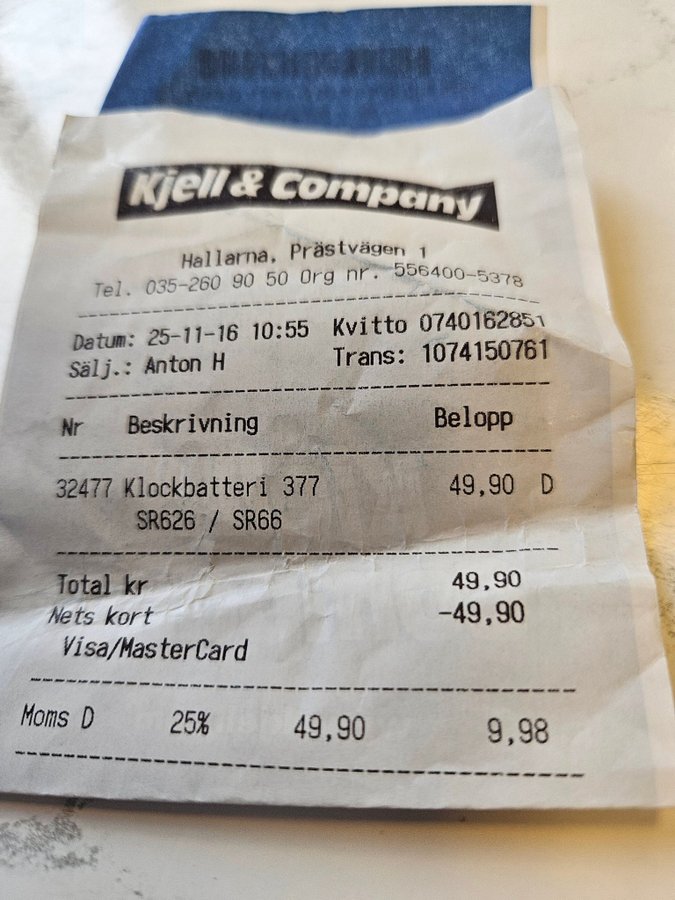 Kjell & Company
Hallarna, Prästvägen 1
Tel. 035-260 90 50 Org nr. 556400-5378
Datum: 25-11-16 10:55 Kvitto 0740162851
Sälj.: Anton H Trans: 1074150761
Nr Beskrivning Belopp
32477 Klockbatteri 377 49,90 D
SR626 / SR66
Total kr 49,90
Nets kort -49,90
Visa/MasterCard
Moms D 25% 49,90 9,98